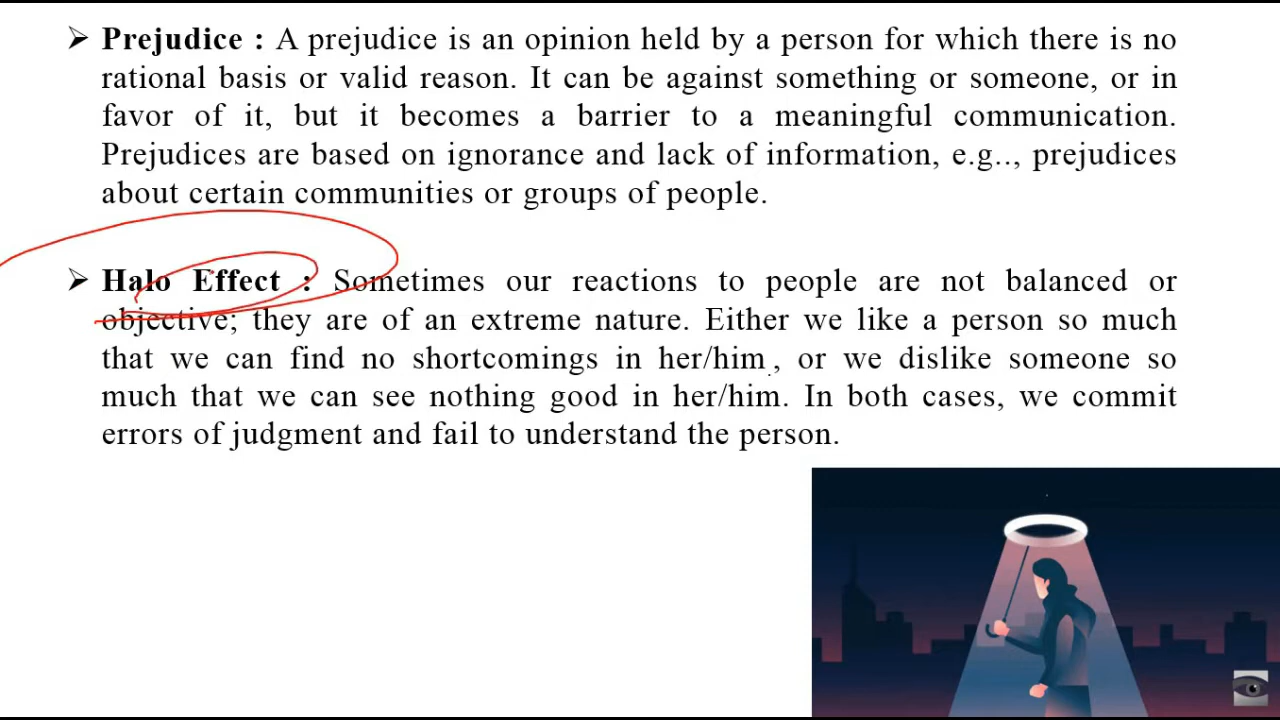 ➢ Prejudice : A prejudice is an opinion held by a person for which there is no
rational basis or valid reason. It can be against something or someone, or in
favor of it, but it becomes a barrier to a meaningful communication.
Prejudices are based on ignorance and lack of information, e.g.., prejudices
about certain communities or groups of people.
➢ Halo Effect : Sometimes our reactions to people are not balanced or
objective; they are of an extreme nature. Either we like a person so much
that we can find no shortcomings in her/him, or we dislike someone so
much that we can see nothing good in her/him. In both cases, we commit
errors of judgment and fail to understand the person.